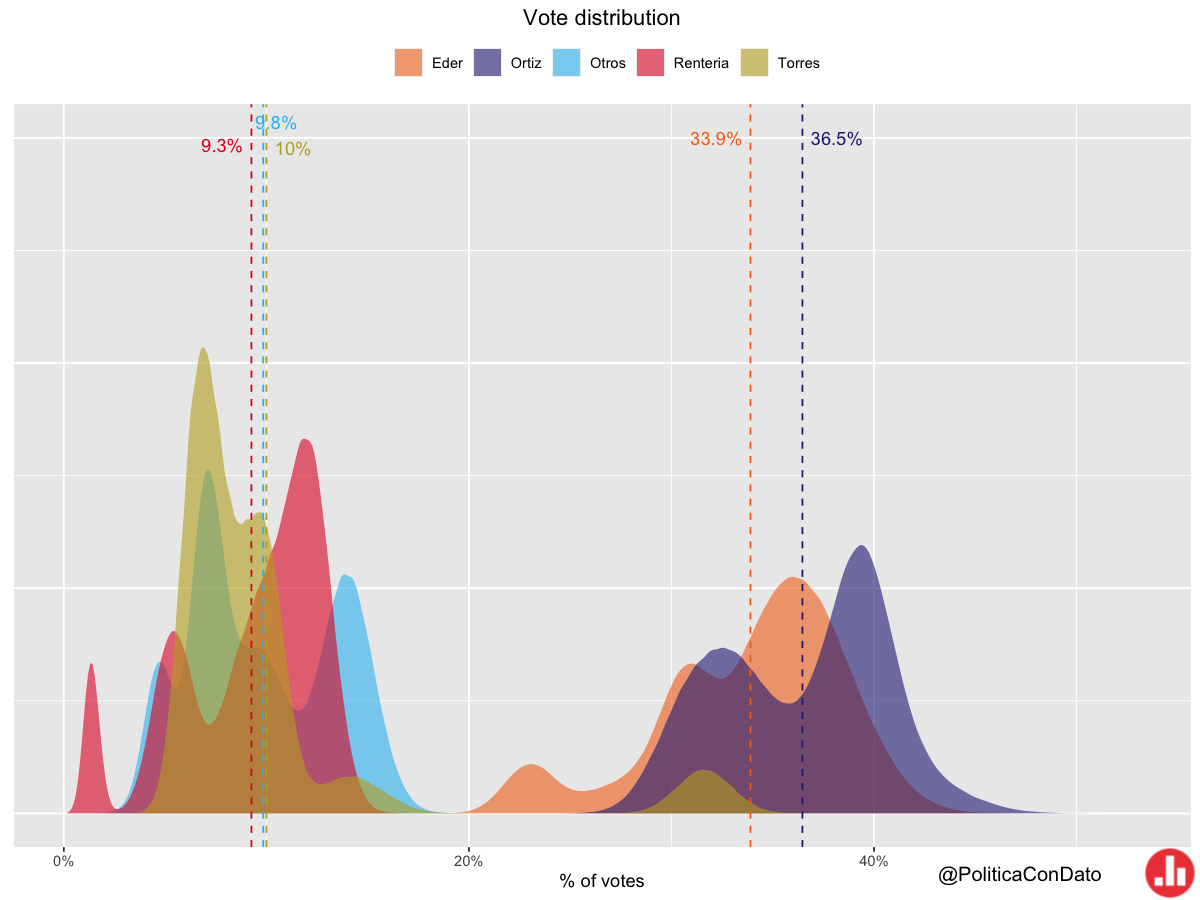 Vote distribution
Eder Ortiz Otros Renteria Torres
9.8%
9.3%
10%
33.9%
36.5%
0% 20% 40%
% of votes
@PoliticaConDato